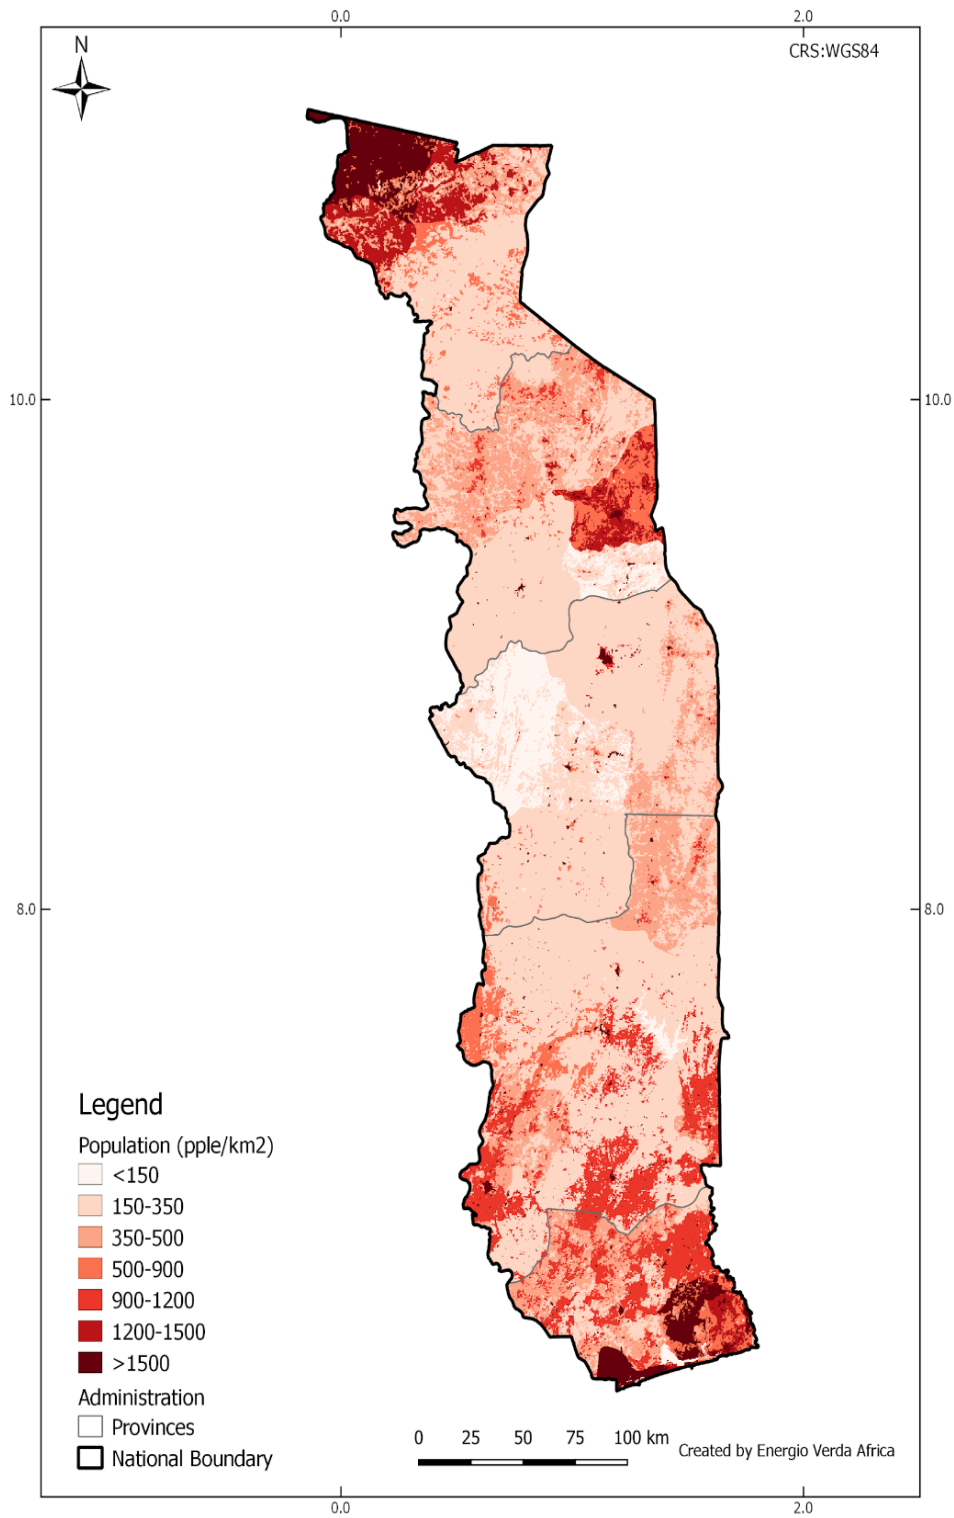 0.0
2.0
CRS:WGS84
N
10.0
10.0
8.0
8.0
Legend
Population (pple/km2)
<150
150-350
350-500
500-900
900-1200
1200-1500
>1500
Administration
Provinces
National Boundary
0 25 50 75 100 km
Created by Energio Verda Africa
0.0
2.0